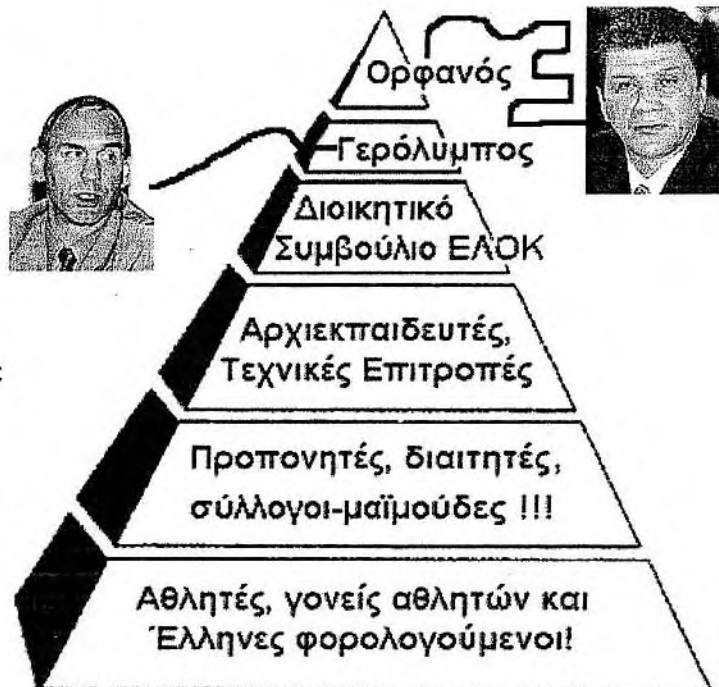 Ορφανός
Γερόλυμπος
Διοικητικό
Συμβούλιο ΕΛΟΚ
Αρχιεκπαιδευτές,
Τεχνικές Επιτροπές
Προπονητές, διαιτητές,
σύλλογοι-μαϊμούδες !!!
Αθλητές, γονείς αθλητών και
Έλληνες φορολογούμενοι!